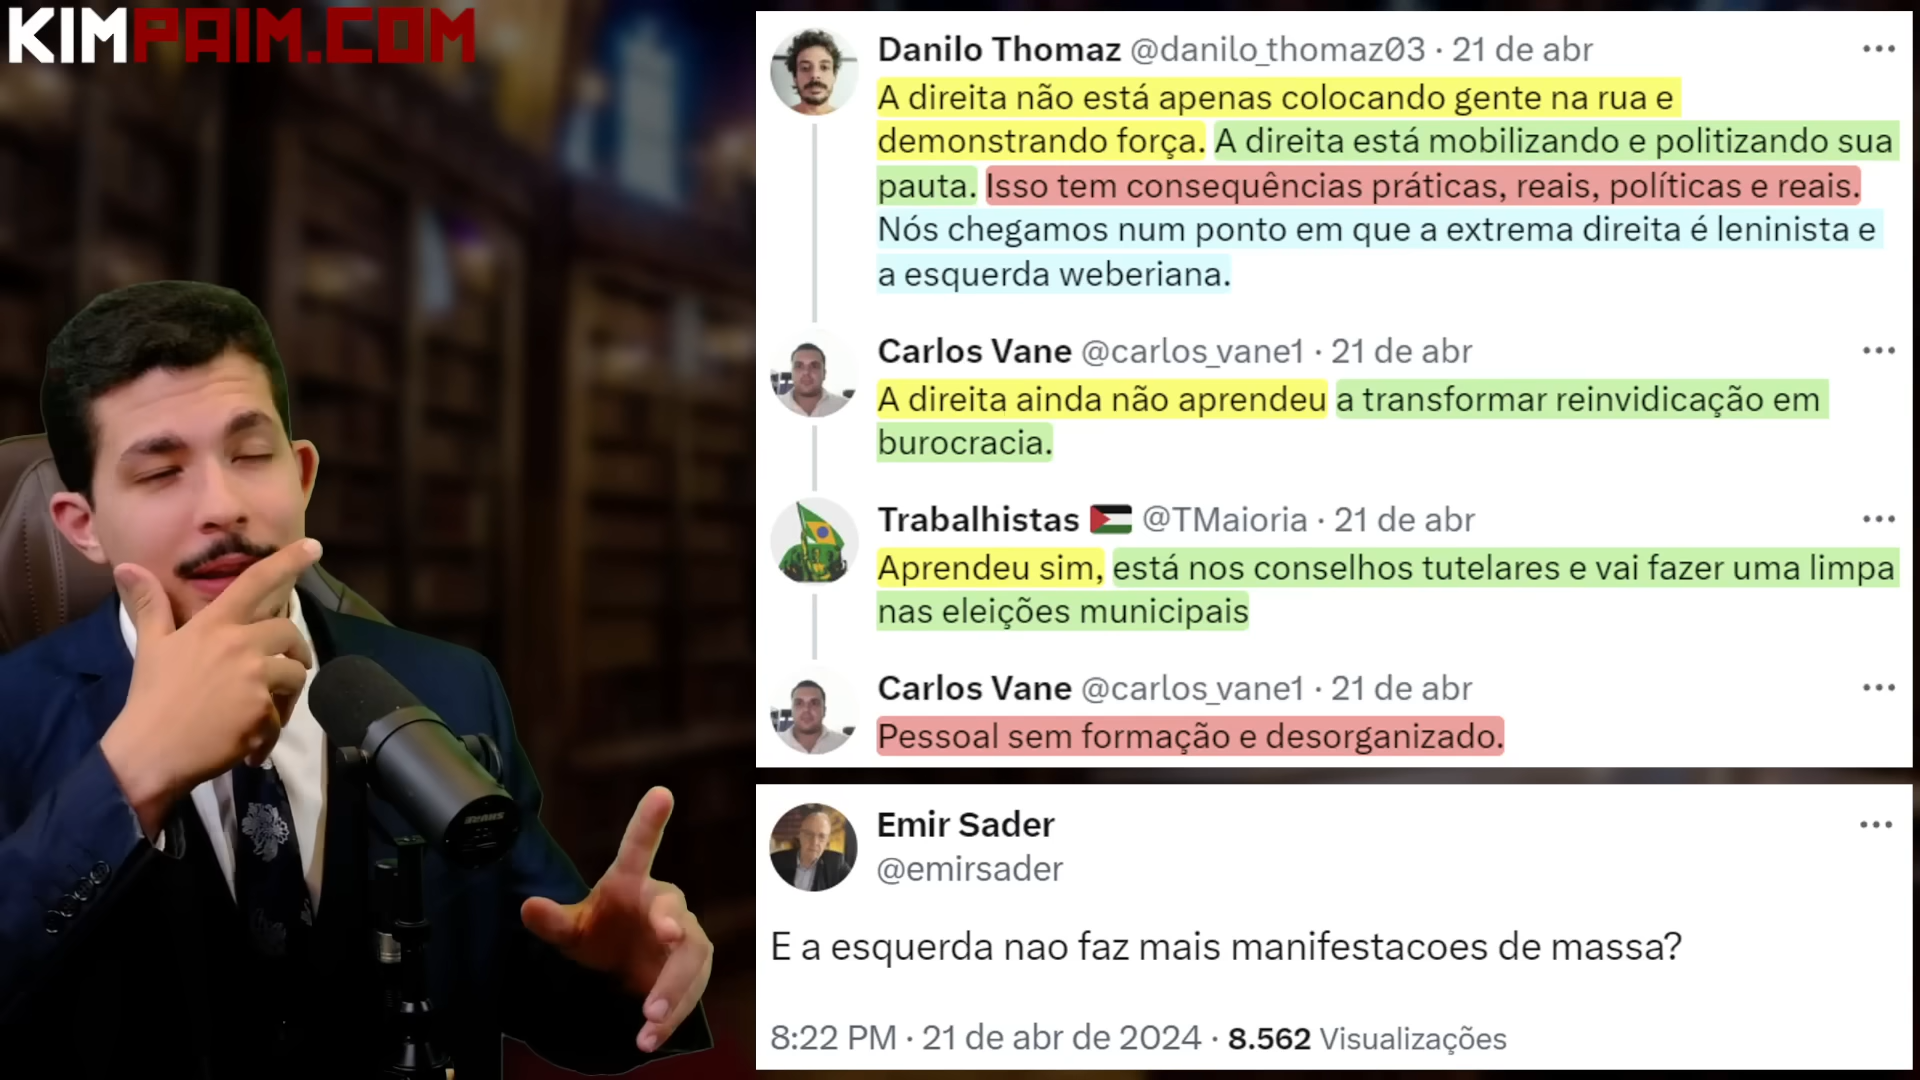 KIMPAIM.COM
Danilo Thomaz @danilo_thomaz03 · 21 de abr
A direita não está apenas colocando gente na rua e
demonstrando força. A direita está mobilizando e politizando sua
pauta. Isso tem consequências práticas, reais, políticas e reais.
Nós chegamos num ponto em que a extrema direita é leninista e
a esquerda weberiana.
Carlos Vane @carlos_vane1 · 21 de abr
A direita ainda não aprendeu a transformar reinvidicação em
burocracia.
Trabalhistas @TMaioria · 21 de abr
Aprendeu sim, está nos conselhos tutelares e vai fazer uma limpa
nas eleições municipais
Carlos Vane @carlos_vane1 · 21 de abr
Pessoal sem formação e desorganizado.
Emir Sader
@emirsader
E a esquerda nao faz mais manifestacoes de massa?
8:22 PM · 21 de abr de 2024 · 8.562 Visualizações